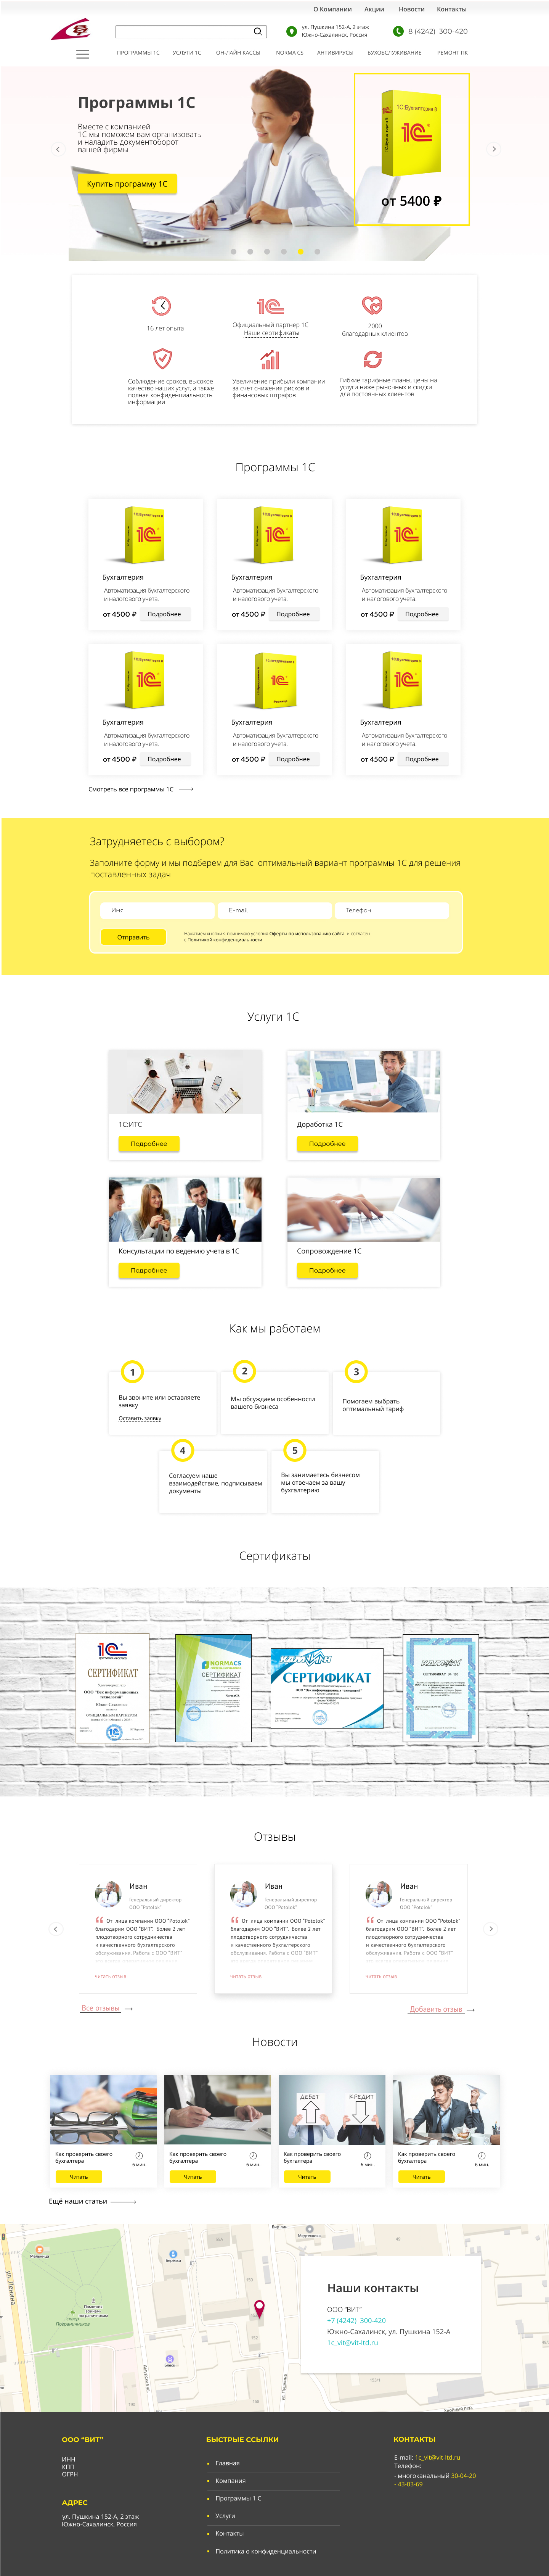 О Компании Акции Новости Контакты
ул. Пушкина 152-А, 2 этаж
Южно-Сахалинск, Россия
8 (4242) 300-420
ПРОГРАММЫ 1С УСЛУГИ 1С ОН-ЛАЙН КАССЫ NORMA CS АНТИВИРУСЫ БУХОБСЛУЖИВАНИЕ РЕМОНТ ПК
Программы 1С
Вместе с компанией
1С мы поможем вам организовать
и наладить документооборот
вашей фирмы
Купить программу 1С
1С:Бухгалтерия 8
1С
от 5400 ₽
16 лет опыта
Официальный партнер 1С
Наши сертификаты
2000
благодарных клиентов
Соблюдение сроков, высокое
качество наших услуг, а также
полная конфиденциальность
информации
Увеличение прибыли компании
за счет снижения рисков и
финансовых штрафов
Гибкие тарифные планы, цены на
услуги ниже рыночных и скидки
для постоянных клиентов
Программы 1С
Бухгалтерия
Автоматизация бухгалтерского
и налогового учета.
от 4500 ₽ Подробнее
Бухгалтерия
Автоматизация бухгалтерского
и налогового учета.
от 4500 ₽ Подробнее
Бухгалтерия
Автоматизация бухгалтерского
и налогового учета.
от 4500 ₽ Подробнее
Бухгалтерия
Автоматизация бухгалтерского
и налогового учета.
от 4500 ₽ Подробнее
Бухгалтерия
Автоматизация бухгалтерского
и налогового учета.
от 4500 ₽ Подробнее
Бухгалтерия
Автоматизация бухгалтерского
и налогового учета.
от 4500 ₽ Подробнее
Смотреть все программы 1С
Затрудняетесь с выбором?
Заполните форму и мы подберем для Вас оптимальный вариант программы 1С для решения
поставленных задач
Имя
E-mail
Телефон
Отправить
Нажатием кнопки я принимаю условия Оферты по использованию сайта и согласен
с Политикой конфиденциальности
Услуги 1С
1С:ИТС
Подробнее
Доработка 1С
Подробнее
Консультации по ведению учета в 1С
Подробнее
Сопровождение 1С
Подробнее
Как мы работаем
1
Вы звоните или оставляете
заявку
Оставить заявку
2
Мы обсуждаем особенности
вашего бизнеса
3
Помогаем выбрать
оптимальный тариф
4
Согласуем наше
взаимодействие, подписываем
документы
5
Вы занимаетесь бизнесом
мы отвечаем за вашу
бухгалтерию
Сертификаты
1С
СЕРТИФИКАТ
Южно-Сахалинск
NORMACS
СЕРТИФИКАТ
СЕРТИФИКАТ
Отзывы
Иван
Генеральный директор
ООО "Potolok"
От лица компании ООО "Potolok"
благодарим ООО "ВИТ". Более 2 лет
плодотворного сотрудничества
и качественного бухгалтерского
обслуживания. Работа с ООО "ВИТ"
читать отзыв
Иван
Генеральный директор
ООО "Potolok"
От лица компании ООО "Potolok"
благодарим ООО "ВИТ". Более 2 лет
плодотворного сотрудничества
и качественного бухгалтерского
обслуживания. Работа с ООО "ВИТ"
читать отзыв
Иван
Генеральный директор
ООО "Potolok"
От лица компании ООО "Potolok"
благодарим ООО "ВИТ". Более 2 лет
плодотворного сотрудничества
и качественного бухгалтерского
обслуживания. Работа с ООО "ВИТ"
читать отзыв
Все отзывы
Добавить отзыв
Новости
ДЕБЕТ КРЕДИТ
Как проверить своего
бухгалтера
6 мин.
Читать
Как проверить своего
бухгалтера
6 мин.
Читать
Как проверить своего
бухгалтера
6 мин.
Читать
Как проверить своего
бухгалтера
6 мин.
Читать
Ещё наши статьи
ул. Ленина
Наши контакты
ООО "ВИТ"
+7 (4242) 300-420
Южно-Сахалинск, ул. Пушкина 152-А
1c_vit@vit-ltd.ru
ООО "ВИТ"
ИНН
КПП
ОГРН
АДРЕС
ул. Пушкина 152-А, 2 этаж
Южно-Сахалинск, Россия
БЫСТРЫЕ ССЫЛКИ
Главная
Компания
Программы 1 С
Услуги
Контакты
Политика о конфиденциальности
КОНТАКТЫ
E-mail: 1c_vit@vit-ltd.ru
Телефон:
- многоканальный 30-04-20
- 43-03-69